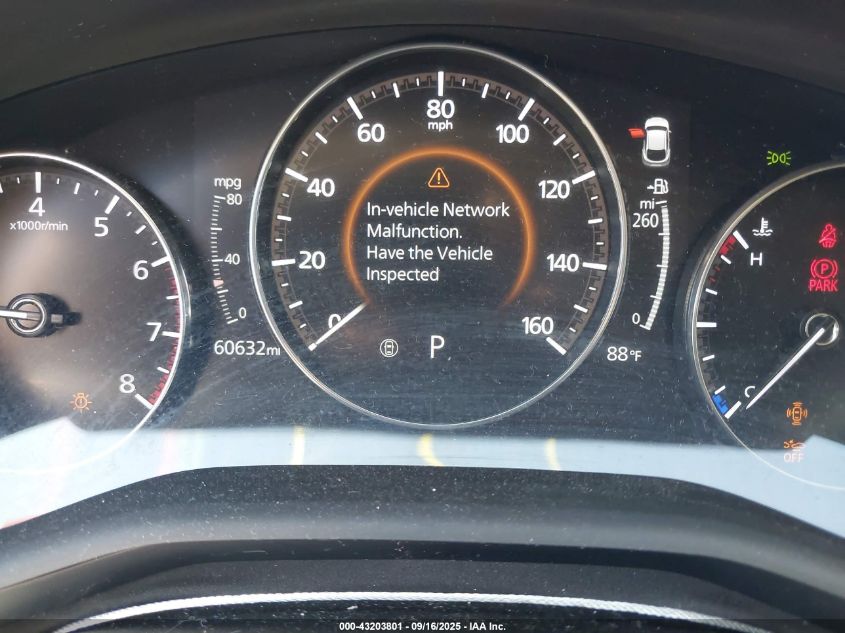 80
mph
60
100
40
120
20
140
0
160
In-vehicle Network
Malfunction.
Have the Vehicle
Inspected
P
4
x1000r/min
5
6
7
8
mpg
80
40
0
60632mi
mi
260
0
88°F
H
C
P
PARK
OFF
000-43203801 - 09/16/2025 - IAA Inc.